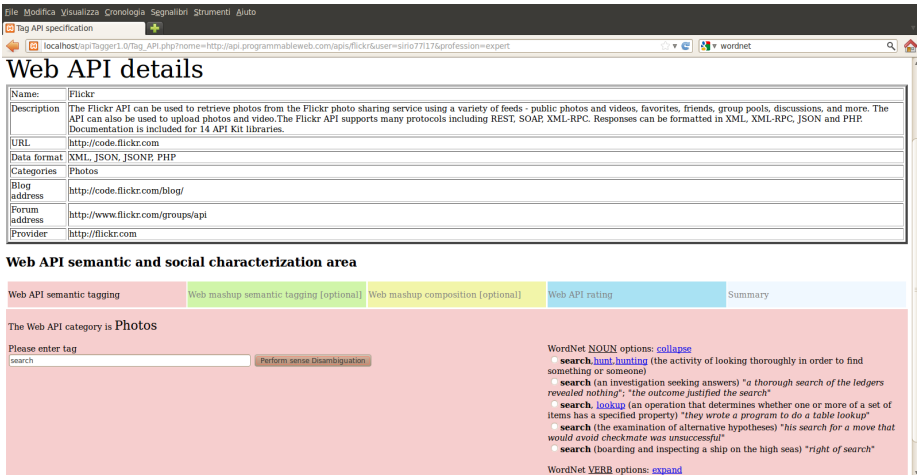 File Modifica Visualizza Cronologia Segnalibri Strumenti Aiuto
Tag API specification
localhost/apiTagger1.0/Tag_API.php?nome=http://api.programmableweb.com/apis/flickr&user=sirio77l17&profession=expert
wordnet
Web API details
Name: Flickr
Description The Flickr API can be used to retrieve photos from the Flickr photo sharing service using a variety of feeds - public photos and videos, favorites, friends, group pools, discussions, and more. The
API can also be used to upload photos and video.The Flickr API supports many protocols including REST, SOAP, XML-RPC. Responses can be formatted in XML, XML-RPC, JSON and PHP.
Documentation is included for 14 API Kit libraries.
URL http://code.flickr.com
Data format XML, JSON, JSONP, PHP
Categories Photos
Blog
address http://code.flickr.com/blog/
Forum
address http://www.flickr.com/groups/api
Provider http://flickr.com
Web API semantic and social characterization area
Web API semantic tagging Web mashup semantic tagging [optional] Web mashup composition [optional] Web API rating Summary
The Web API category is Photos
Please enter tag
search Perform sense Disambiguation
WordNet NOUN options: collapse
search,hunt,hunting (the activity of looking thoroughly in order to find
something or someone)
search (an investigation seeking answers) "a thorough search of the ledgers
revealed nothing"; "the outcome justified the search"
search, lookup (an operation that determines whether one or more of a set of
items has a specified property) "they wrote a program to do a table lookup"
search (the examination of alternative hypotheses) "his search for a move that
would avoid checkmate was unsuccessful"
search (boarding and inspecting a ship on the high seas) "right of search"
WordNet VERB options: expand